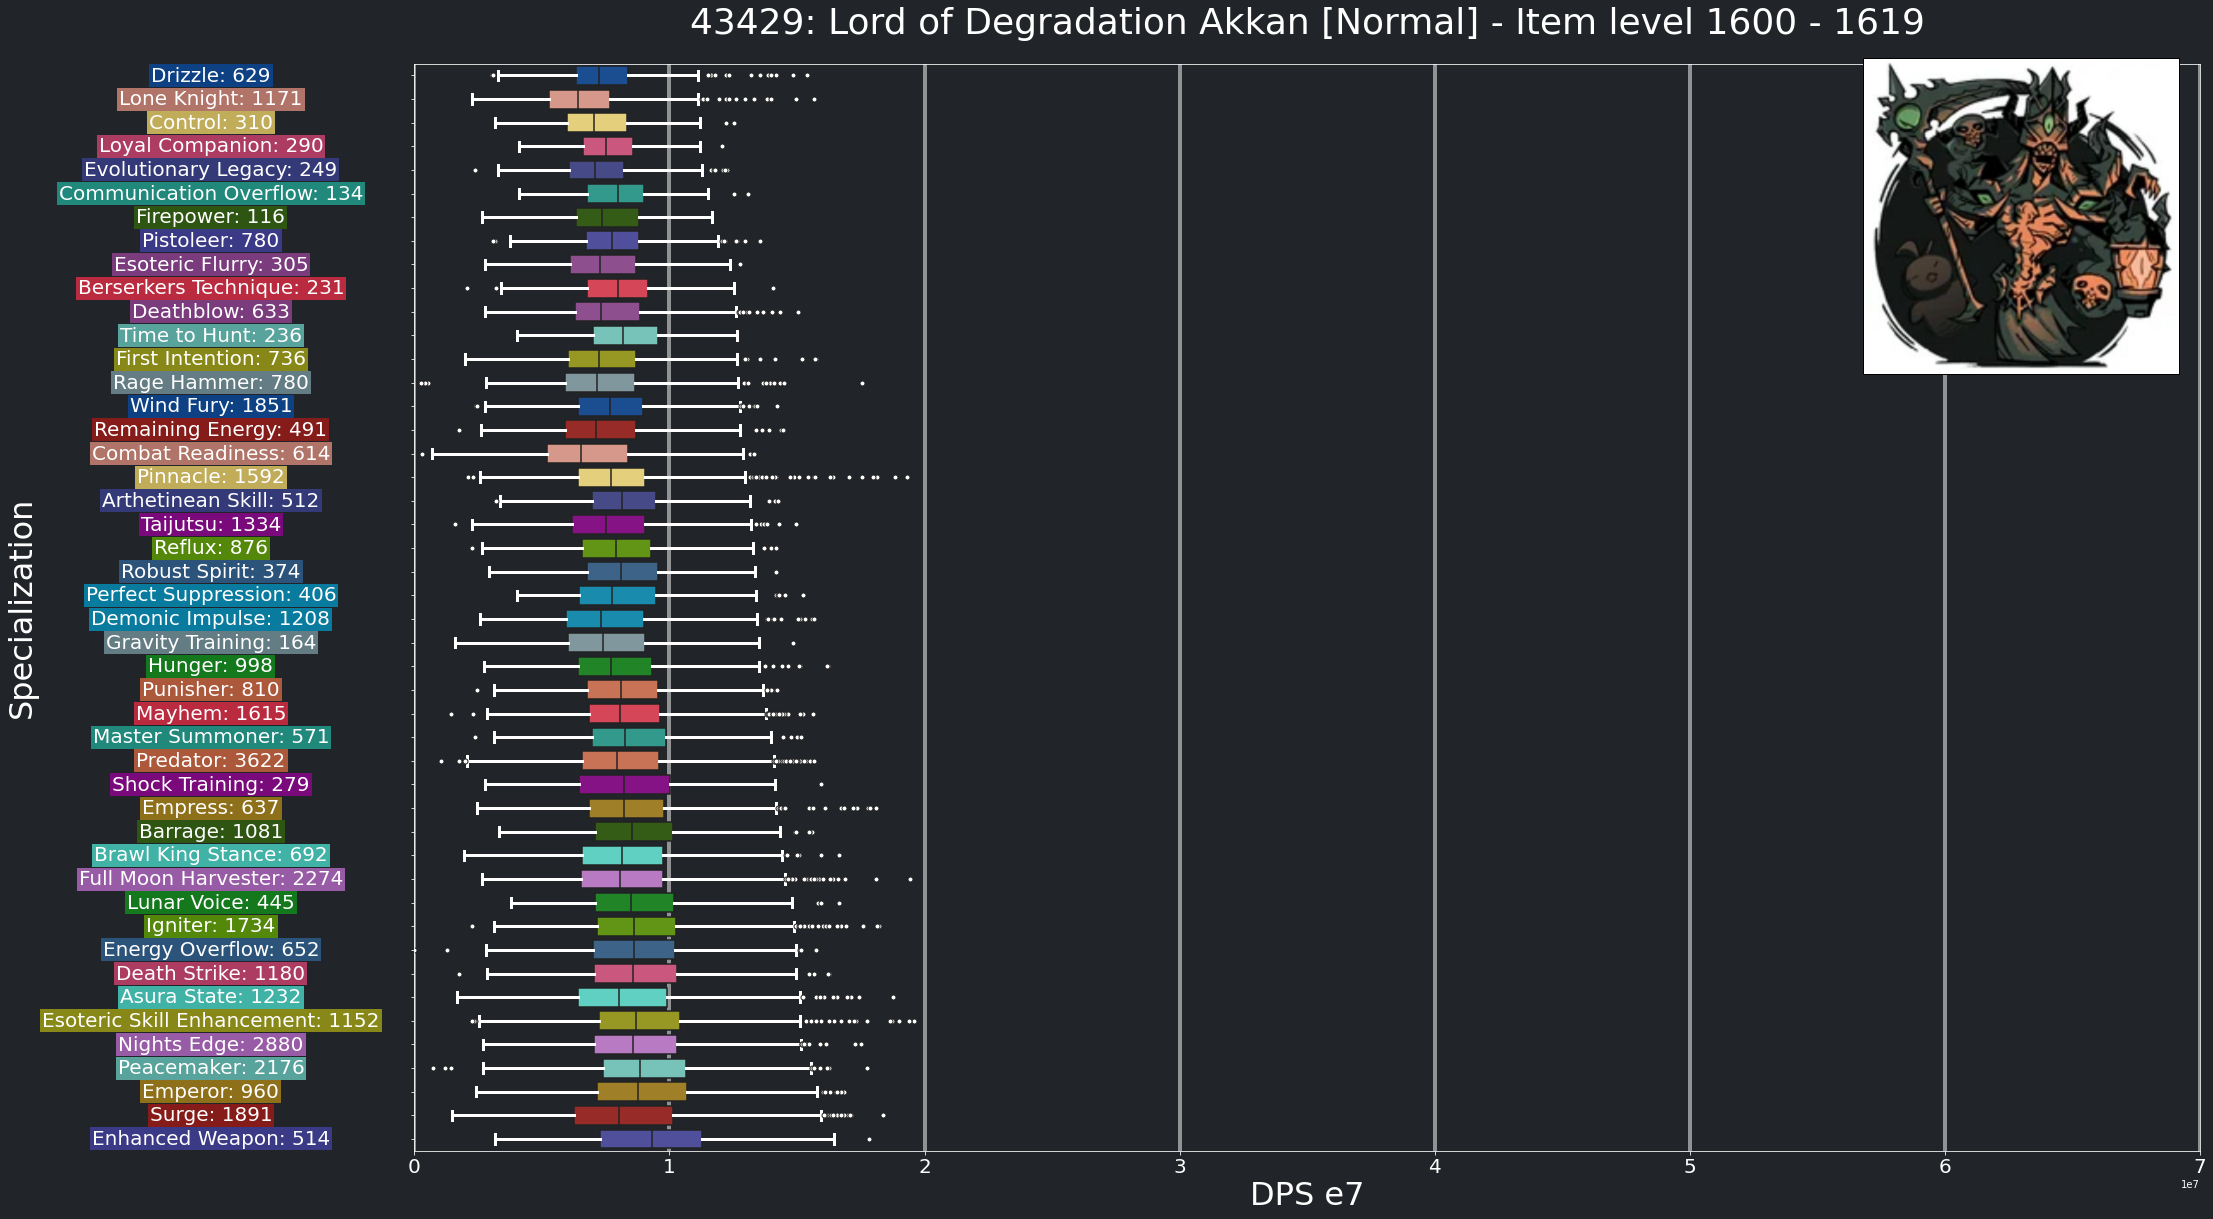 43429: Lord of Degradation Akkan [Normal] - Item level 1600 - 1619
Specialization
Drizzle: 629
Lone Knight: 1171
Control: 310
Loyal Companion: 290
Evolutionary Legacy: 249
Communication Overflow: 134
Firepower: 116
Pistoleer: 780
Esoteric Flurry: 305
Berserkers Technique: 231
Deathblow: 633
Time to Hunt: 236
First Intention: 736
Rage Hammer: 780
Wind Fury: 1851
Remaining Energy: 491
Combat Readiness: 614
Pinnacle: 1592
Arthetinean Skill: 512
Taijutsu: 1334
Reflux: 876
Robust Spirit: 374
Perfect Suppression: 406
Demonic Impulse: 1208
Gravity Training: 164
Hunger: 998
Punisher: 810
Mayhem: 1615
Master Summoner: 571
Predator: 3622
Shock Training: 279
Empress: 637
Barrage: 1081
Brawl King Stance: 692
Full Moon Harvester: 2274
Lunar Voice: 445
Igniter: 1734
Energy Overflow: 652
Death Strike: 1180
Asura State: 1232
Esoteric Skill Enhancement: 1152
Nights Edge: 2880
Peacemaker: 2176
Emperor: 960
Surge: 1891
Enhanced Weapon: 514
0 1 2 3 4 5 6 7
1e7
DPS e7